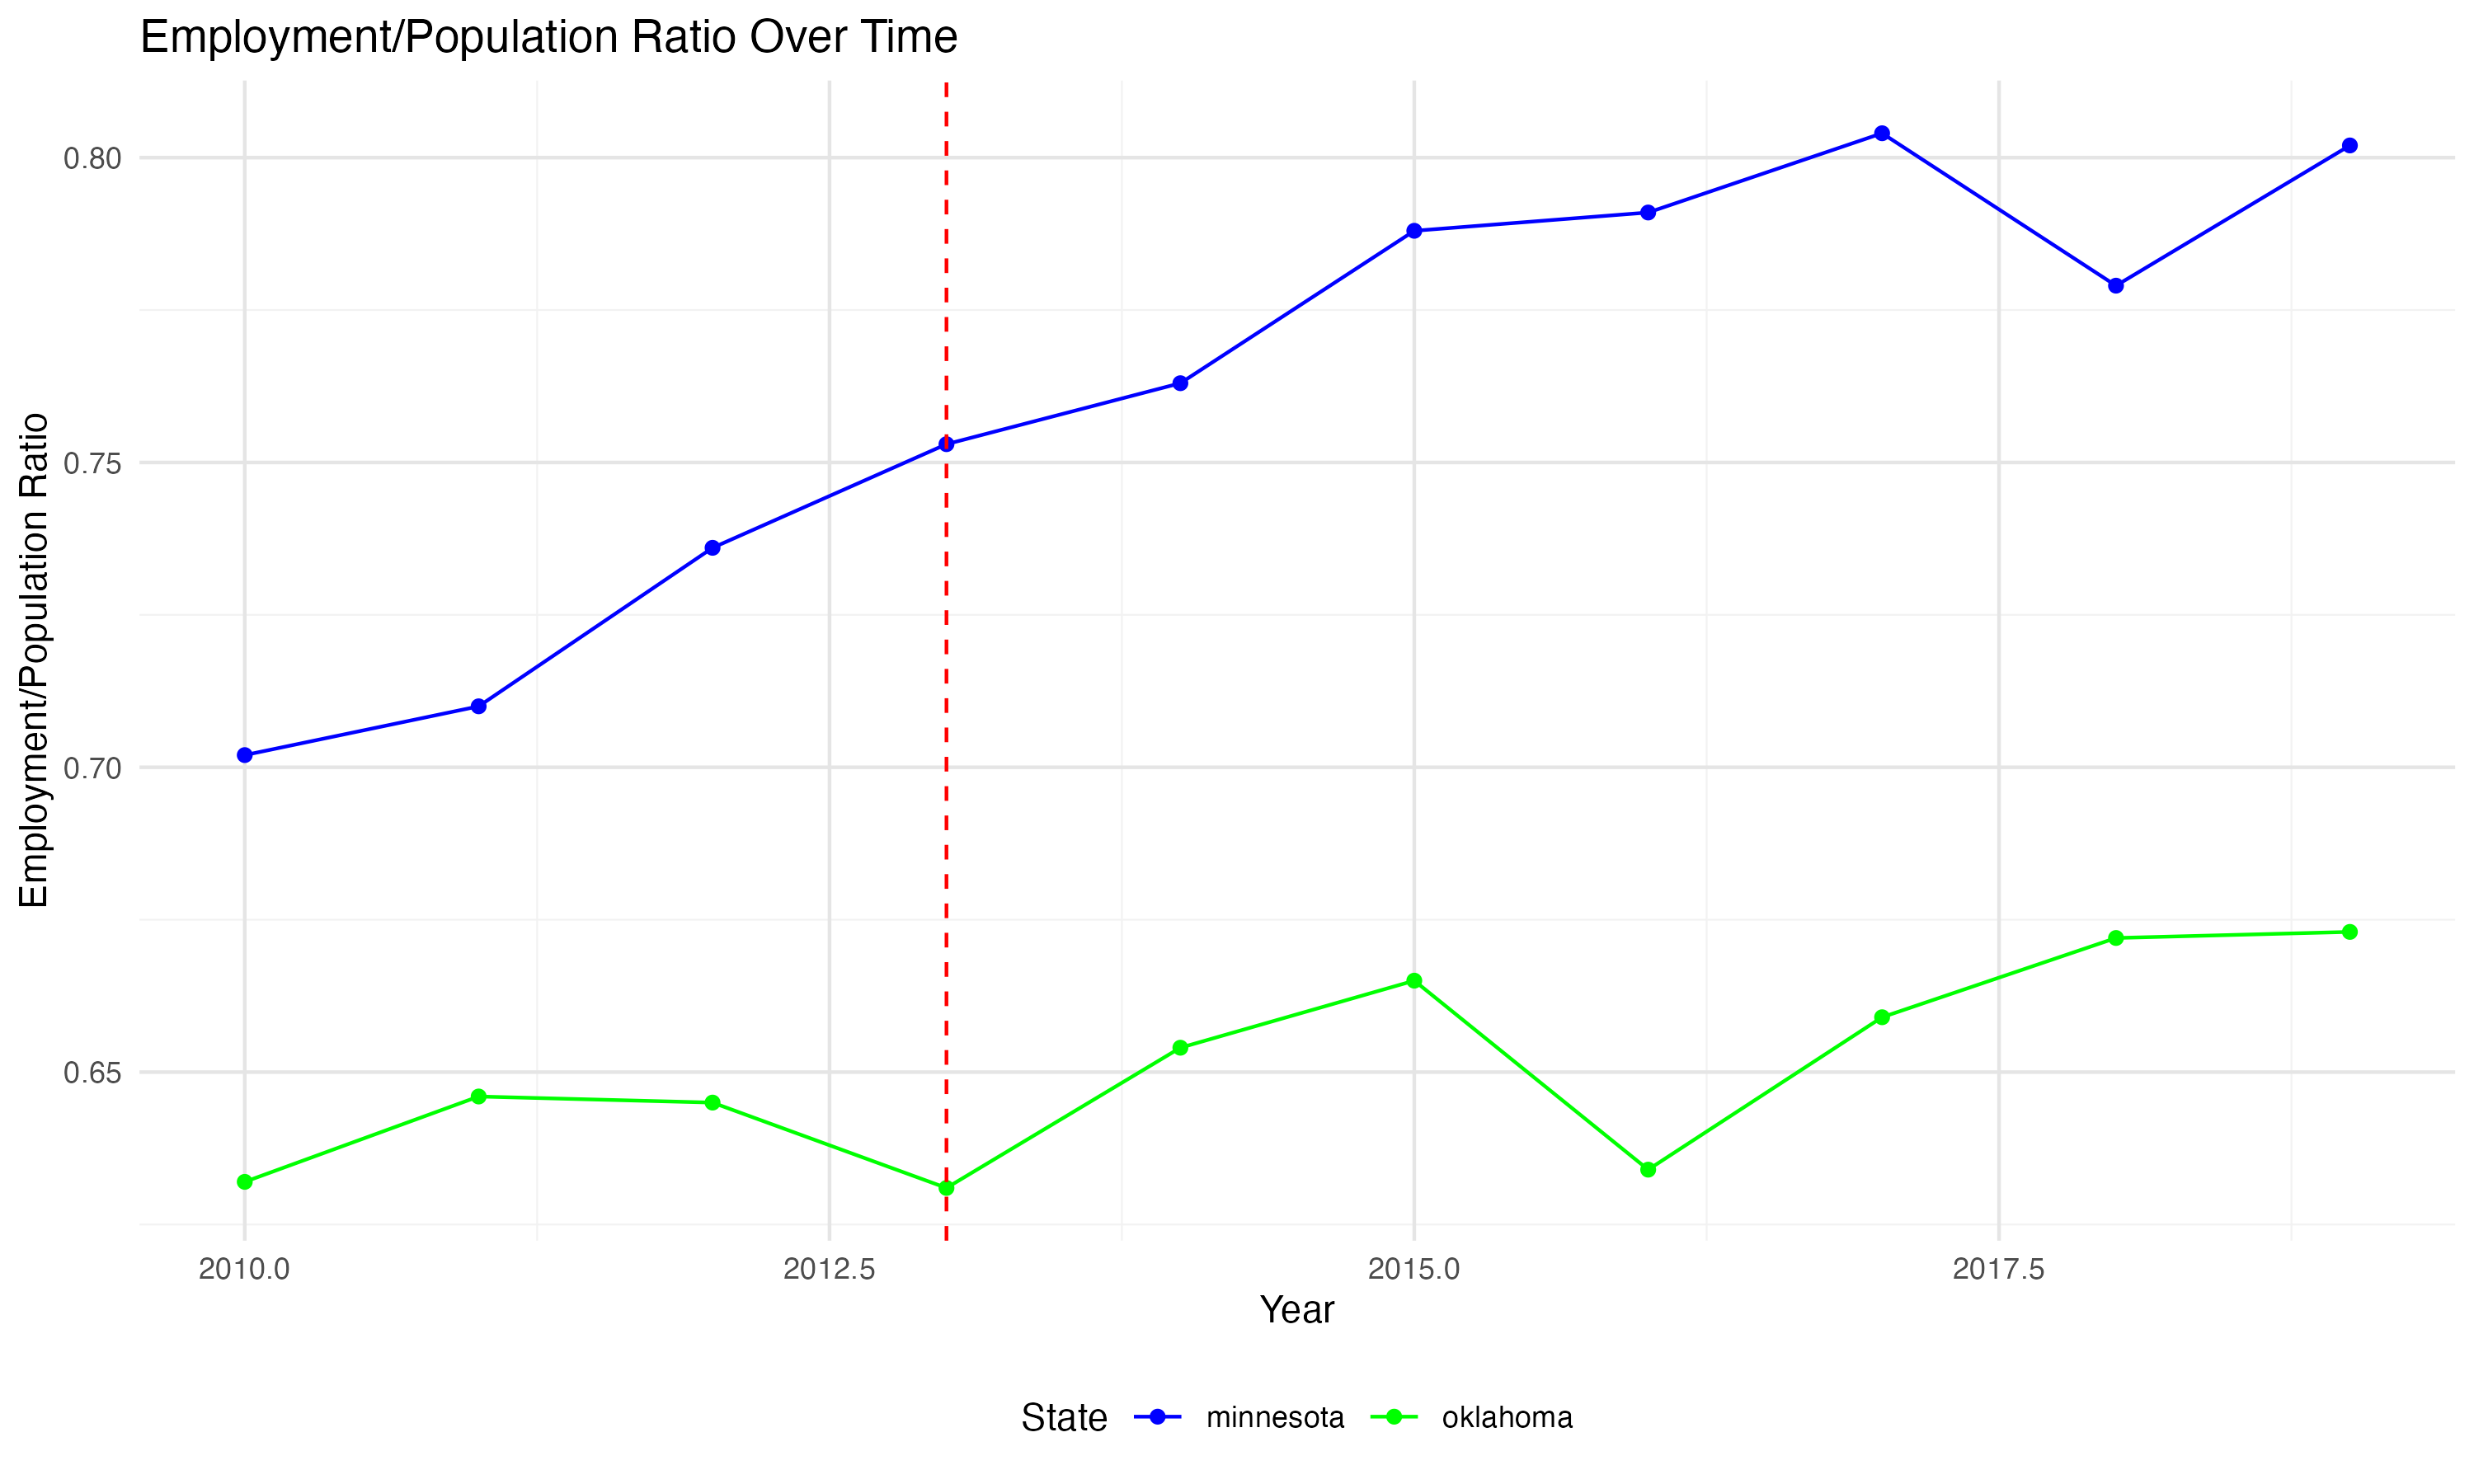 Employment/Population Ratio Over Time
Employment/Population Ratio
0.80
0.75
0.70
0.65
2010.0 2012.5 2015.0 2017.5
Year
State minnesota oklahoma